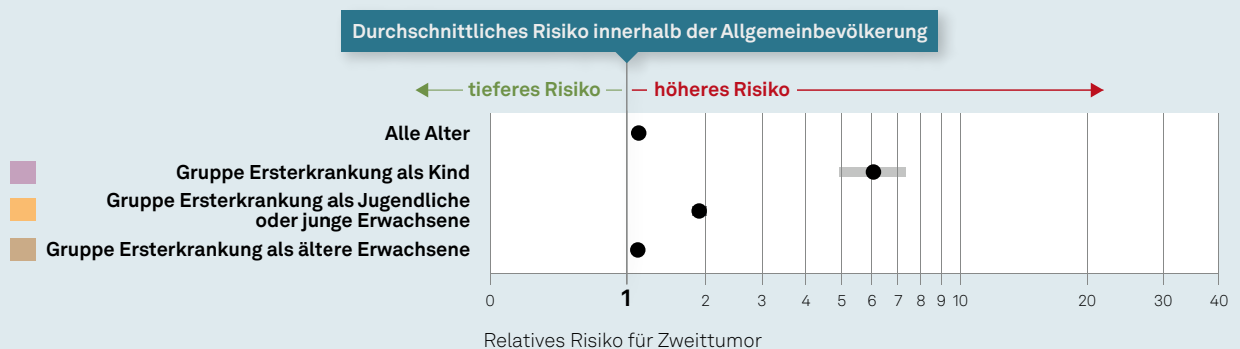 Durchschnittliches Risiko innerhalb der Allgemeinbevölkerung
tieferes Risiko
höheres Risiko
Alle Alter
Gruppe Ersterkrankung als Kind
Gruppe Ersterkrankung als Jugendliche
oder junge Erwachsene
Gruppe Ersterkrankung als ältere Erwachsene
0 1 2 3 4 5 6 7 8 9 10 20 30 40
Relatives Risiko für Zweittumor